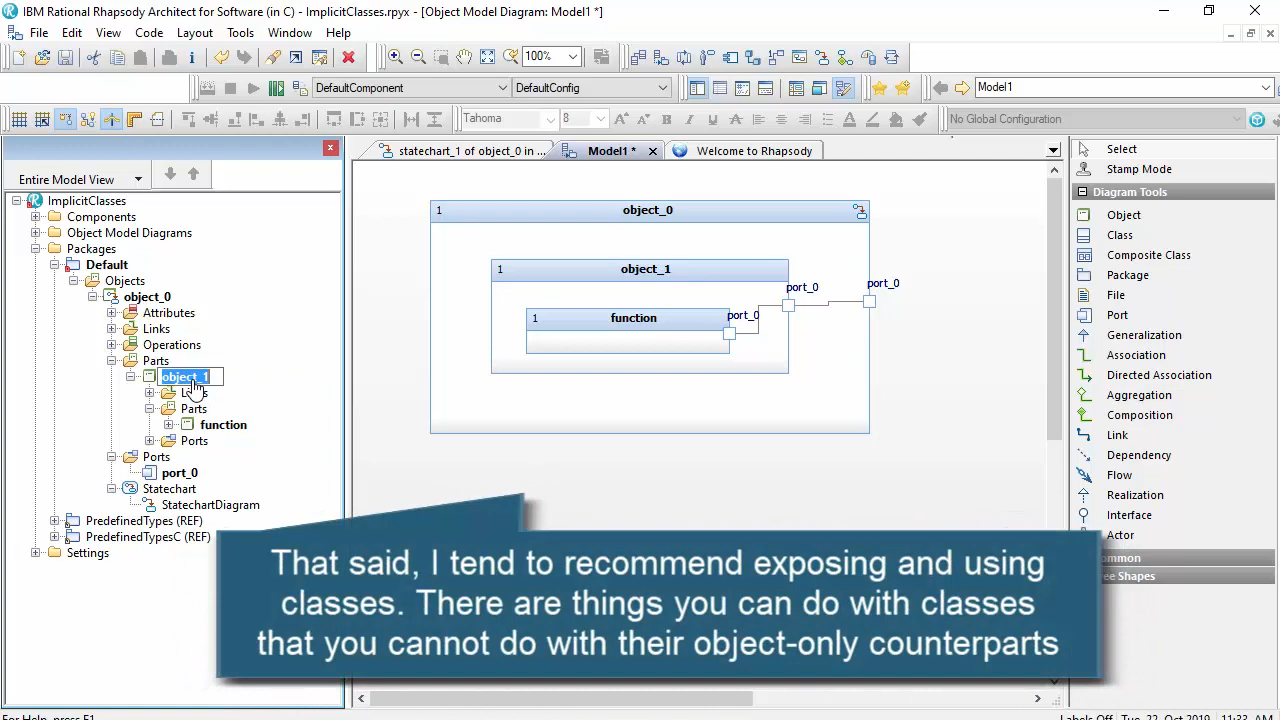 IBM Rational Rhapsody Architect for Software (in C) - ImplicitClasses.rpyx - [Object Model Diagram: Model1 *]
File Edit View Code Layout Tools Window Help
100%
DefaultComponent DefaultConfig Model1
Tahoma 8 No Global Configuration
statechart_1 of object_0 in ... Model1 * Welcome to Rhapsody
Entire Model View
ImplicitClasses
Components
Object Model Diagrams
Packages
Default
Objects
object_0
Attributes
Links
Operations
Parts
object_1
Parts
function
Ports
Ports
port_0
Statechart
StatechartDiagram
PredefinedTypes (REF)
PredefinedTypesC (REF)
Settings
1 object_0
1 object_1
port_0 port_0
1 function port_0
Select
Stamp Mode
Diagram Tools
Object
Class
Composite Class
Package
File
Port
Generalization
Association
Directed Association
Aggregation
Composition
Link
Dependency
Flow
Realization
Interface
Actor
That said, I tend to recommend exposing and using
classes. There are things you can do with classes
that you cannot do with their object-only counterparts
For Help, press F1 Labels Off